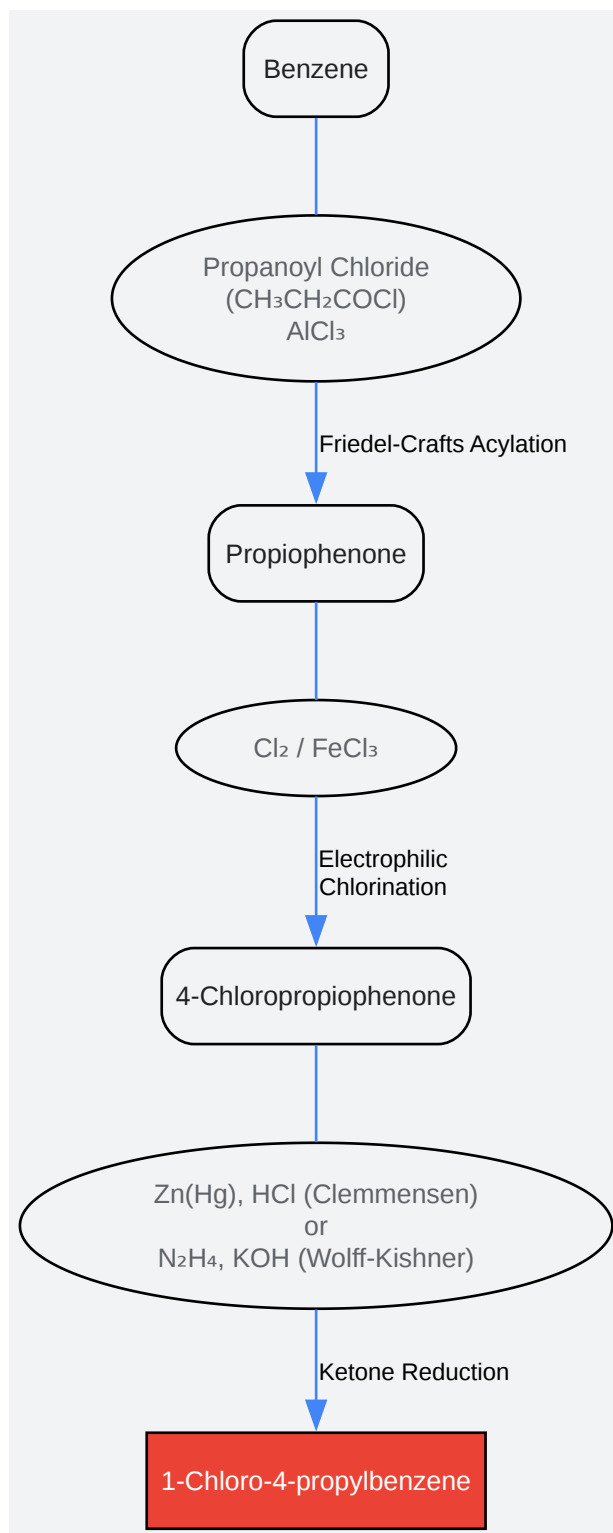 Benzene
Propanoyl Chloride
(CH₃CH₂COCl)
AlCl₃
Friedel-Crafts Acylation
Propiophenone
Cl₂ / FeCl₃
Electrophilic
Chlorination
4-Chloropropiophenone
Zn(Hg), HCl (Clemmensen)
or
N₂H₄, KOH (Wolff-Kishner)
Ketone Reduction
1-Chloro-4-propylbenzene